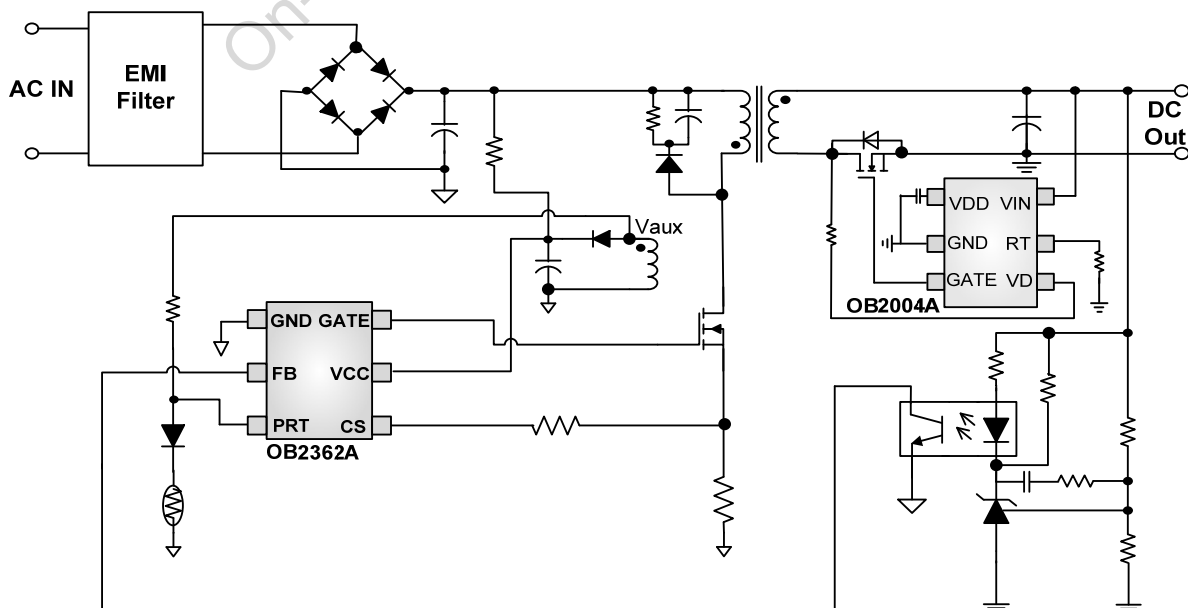 On-
AC IN
EMI
Filter
DC
Out
VDD VIN
GND RT
GATE VD
OB2004A
Vaux
GND GATE
FB VCC
PRT CS
OB2362A